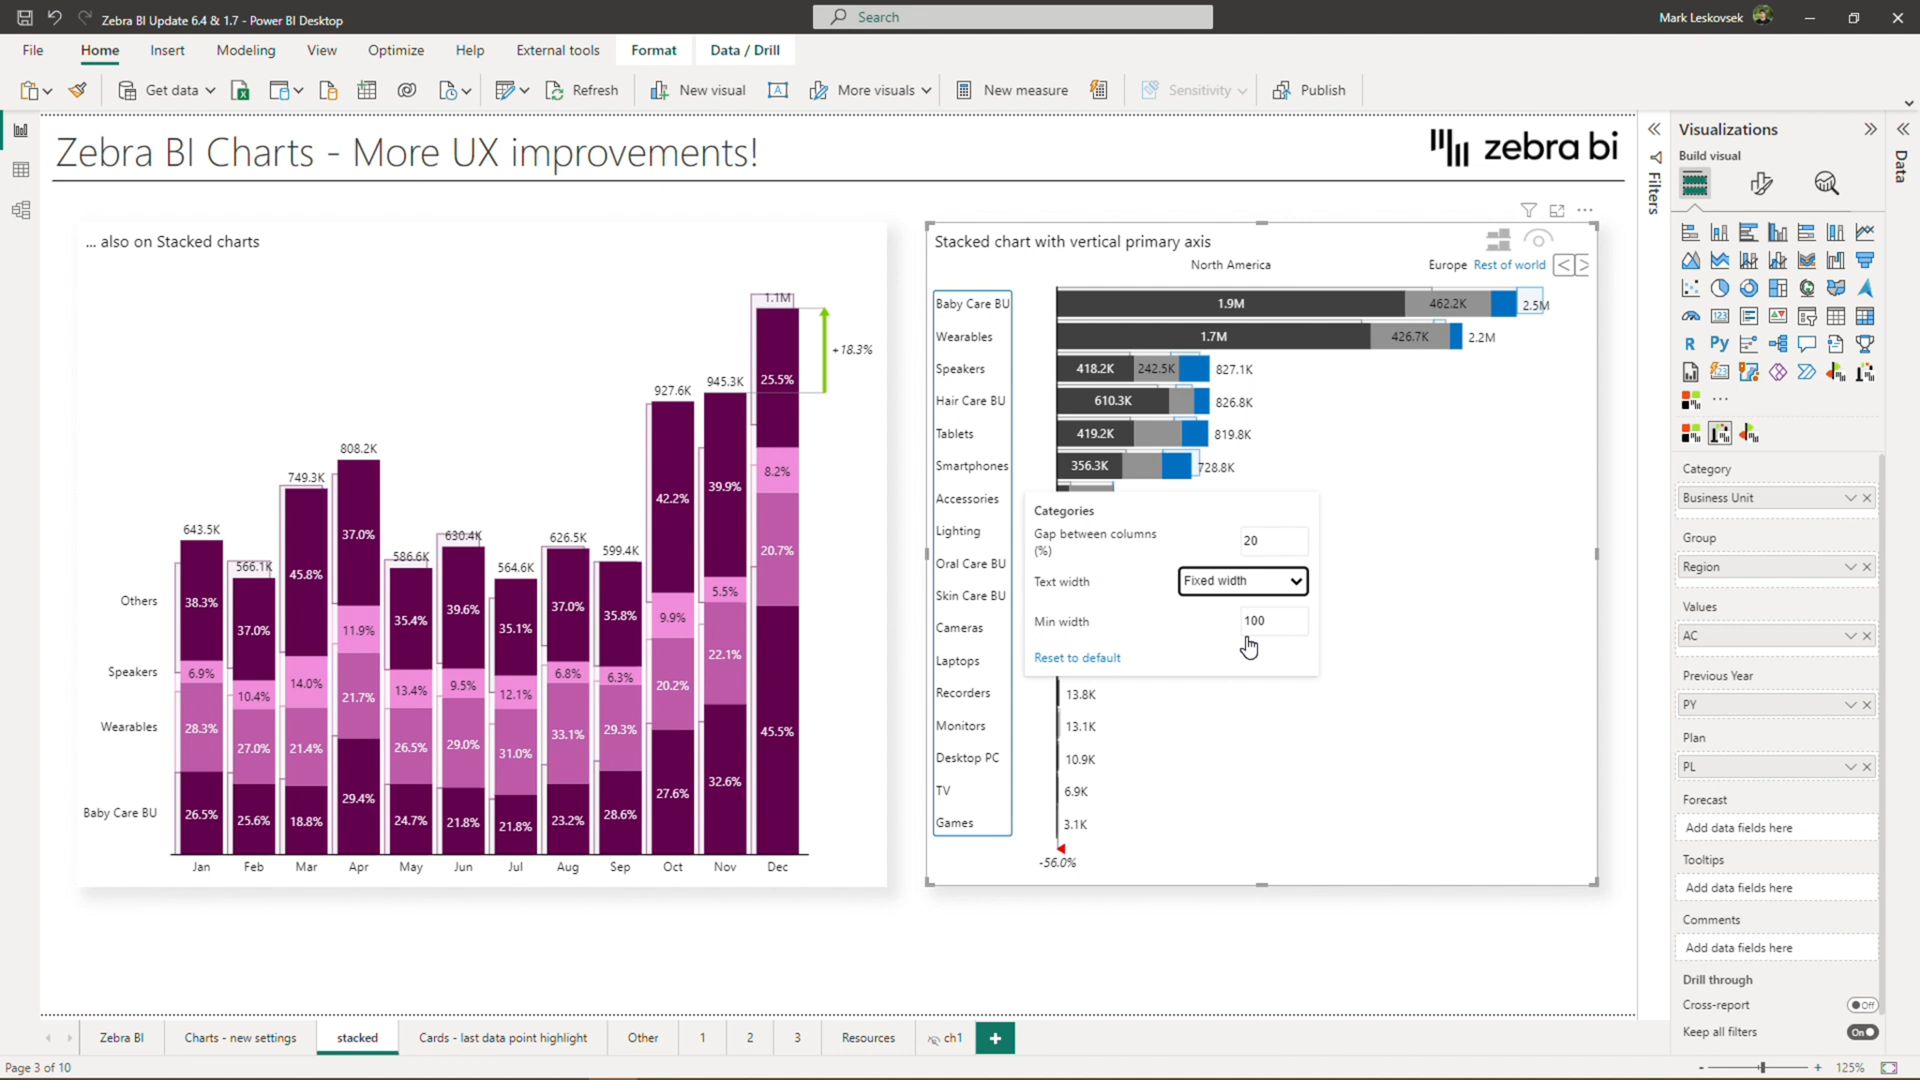 Zebra BI Update 6.4 & 1.7 - Power BI Desktop
Search
Mark Leskovsek
File Home Insert Modeling View Optimize Help External tools Format Data / Drill
Get data Refresh New visual More visuals New measure Sensitivity Publish
Zebra BI Charts - More UX improvements!
zebra bi
... also on Stacked charts
1.1M
+18.3%
25.5%
945.3K
927.6K
808.2K
8.2%
749.3K
42.2%
39.9%
643.5K
566.1K
45.8%
37.0%
586.6K
630.4K
564.6K
626.5K
599.4K
20.7%
Others
38.3%
37.0%
11.9%
35.4%
39.6%
35.1%
37.0%
35.8%
9.9%
5.5%
Speakers
6.9%
10.4%
14.0%
21.7%
13.4%
9.5%
12.1%
6.8%
6.3%
20.2%
22.1%
Wearables
28.3%
27.0%
21.4%
26.5%
29.0%
31.0%
33.1%
29.3%
45.5%
Baby Care BU
26.5%
25.6%
18.8%
29.4%
24.7%
21.8%
21.8%
23.2%
28.6%
27.6%
32.6%
Jan Feb Mar Apr May Jun Jul Aug Sep Oct Nov Dec
Stacked chart with vertical primary axis
North America Europe Rest of world
Baby Care BU 1.9M 462.2K 2.5M
Wearables 1.7M 426.7K 2.2M
Speakers 418.2K 242.5K 827.1K
Hair Care BU 610.3K 826.8K
Tablets 419.2K 819.8K
Smartphones 356.3K 728.8K
Accessories
Lighting
Oral Care BU
Skin Care BU
Cameras
Laptops
Recorders 13.8K
Monitors 13.1K
Desktop PC 10.9K
TV 6.9K
Games 3.1K
-56.0%
Categories
Gap between columns
(%) 20
Text width Fixed width
Min width 100
Reset to default
Filters
Visualizations
Build visual
Data
R Py
123
Category
Business Unit
Group
Region
Values
AC
Previous Year
PY
Plan
PL
Forecast
Add data fields here
Tooltips
Add data fields here
Comments
Add data fields here
Drill through
Cross-report Off
Keep all filters On
Zebra BI Charts - new settings stacked Cards - last data point highlight Other 1 2 3 Resources ch1 +
Page 3 of 10
- + 125%